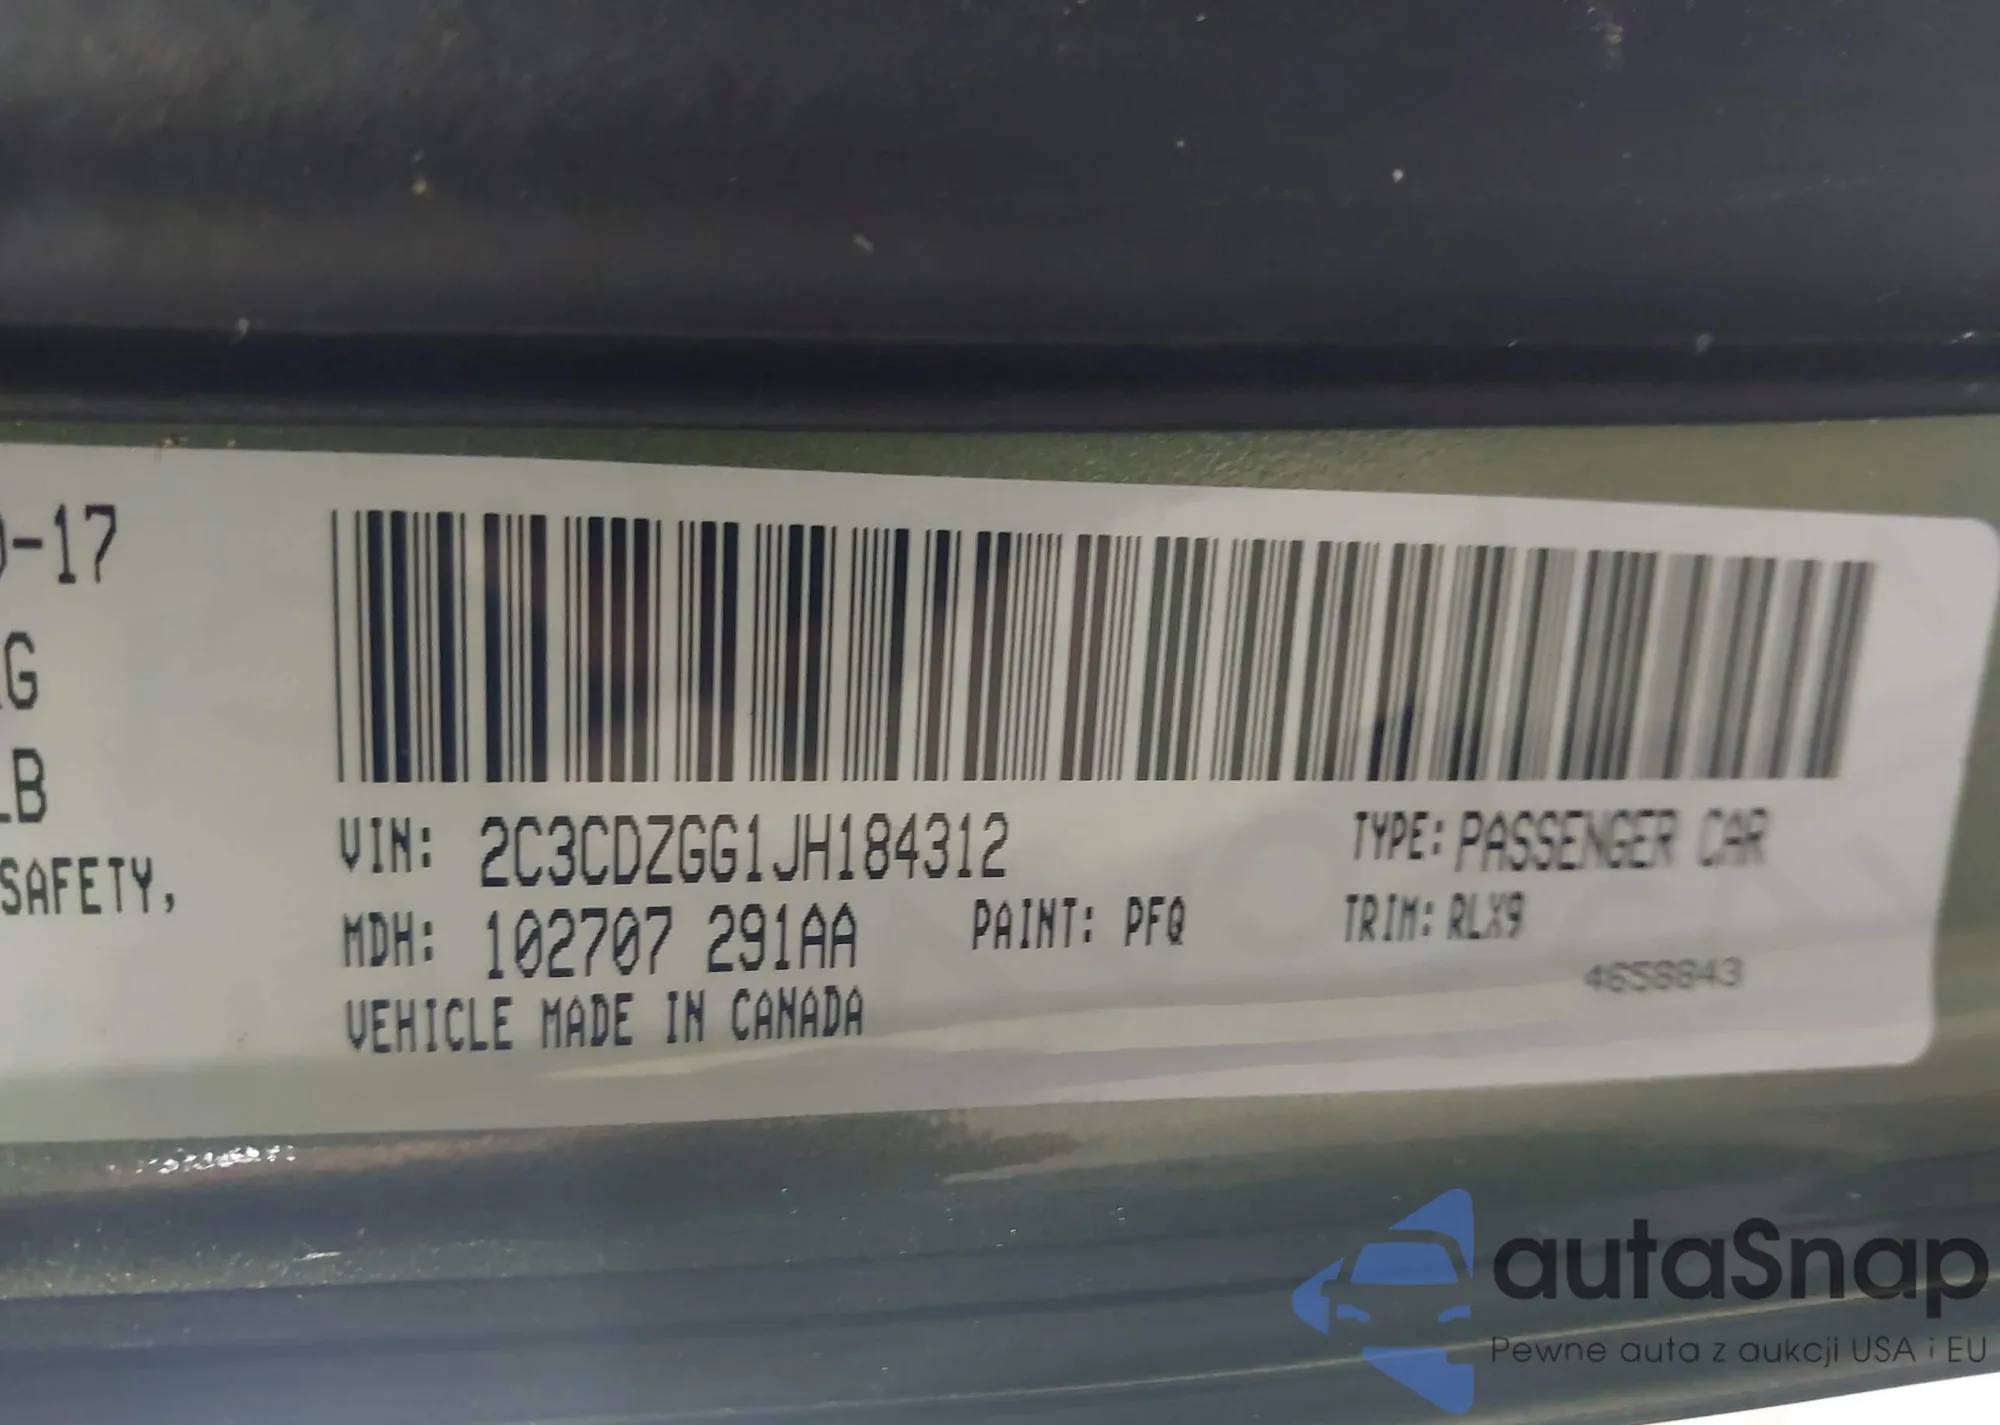 0-17
G
LB
SAFETY,
VIN: 2C3CDZGG1JH184312
TYPE: PASSENGER CAR
MDH: 102707 291AA
PAINT: PFQ
TRIM: RLX9
4658843
VEHICLE MADE IN CANADA
autaSnap
Pewne auta z aukcji USA i EU